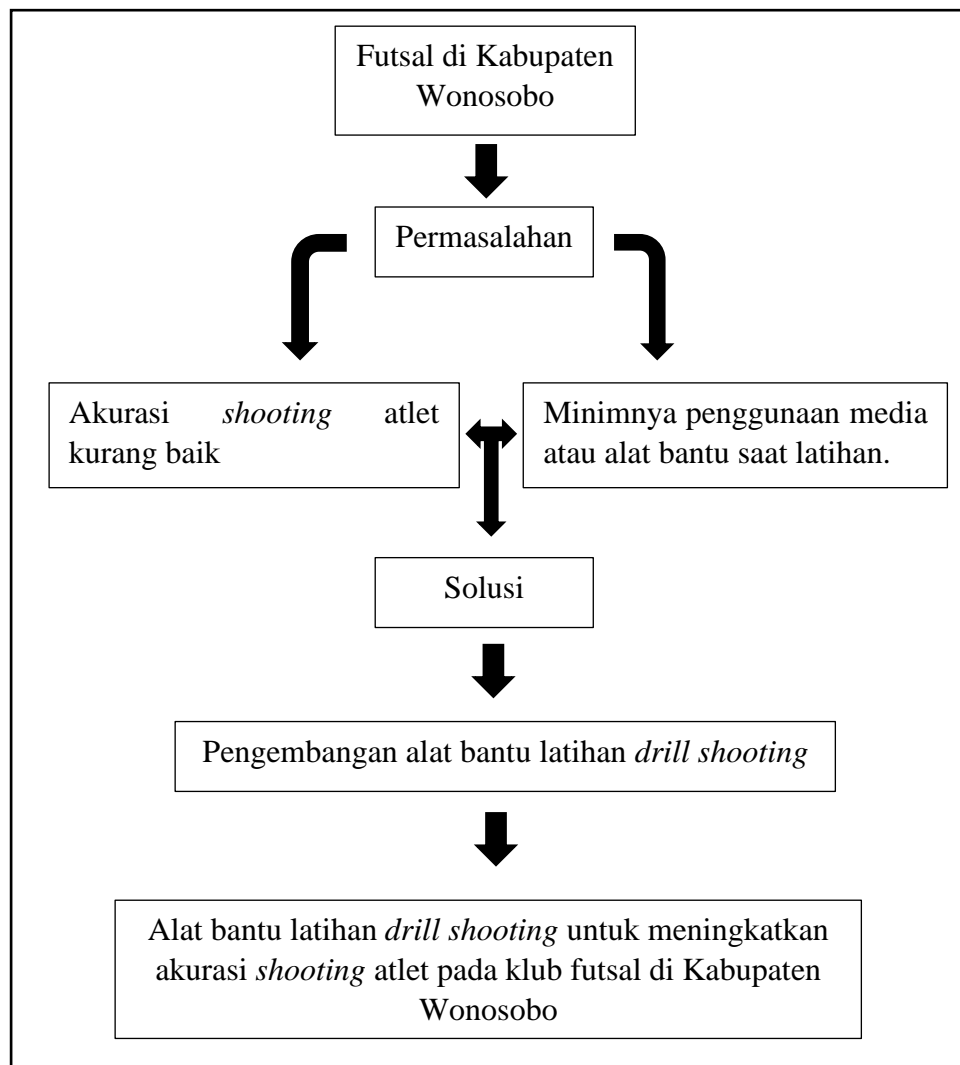 Futsal di Kabupaten
Wonosobo
Permasalahan
Akurasi shooting atlet
kurang baik
Minimnya penggunaan media
atau alat bantu saat latihan.
Solusi
Pengembangan alat bantu latihan drill shooting
Alat bantu latihan drill shooting untuk meningkatkan
akurasi shooting atlet pada klub futsal di Kabupaten
Wonosobo